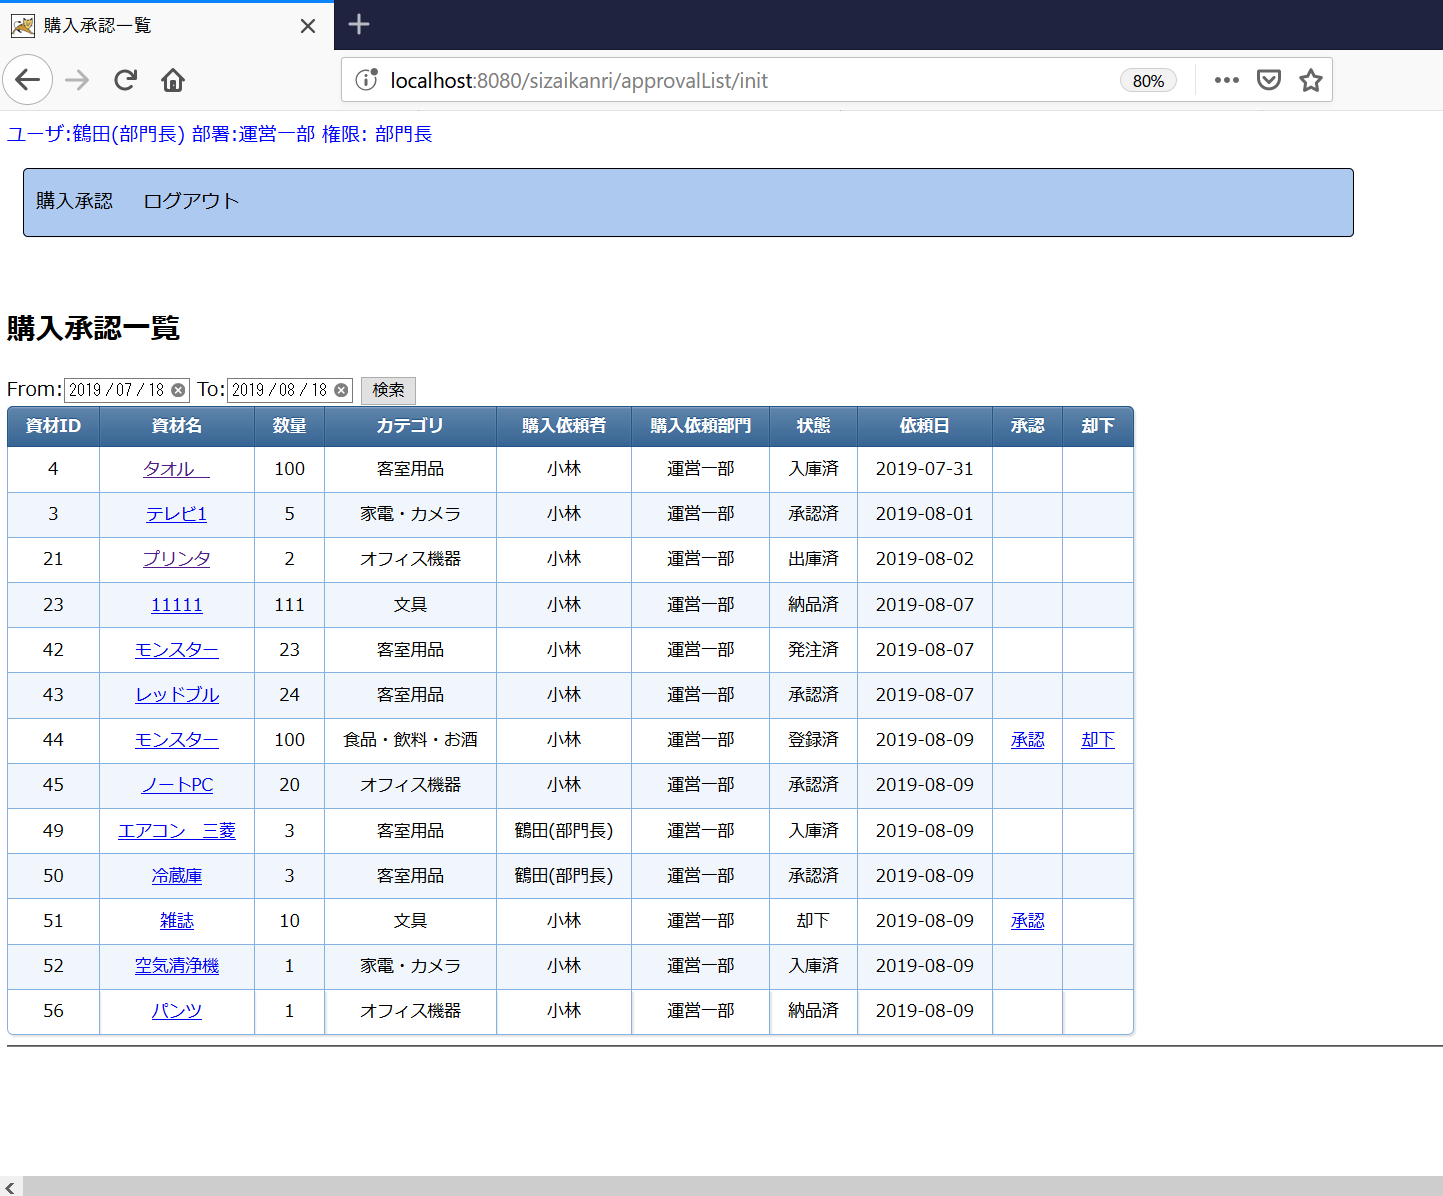 購入承認一覧
localhost:8080/sizaikanri/approvalList/init 80%
ユーザ:鶴田(部門長) 部署:運営一部 権限: 部門長
購入承認 ログアウト
購入承認一覧
From: 2019/07/18 To: 2019/08/18 検索
資材ID 資材名 数量 カテゴリ 購入依頼者 購入依頼部門 状態 依頼日 承認 却下
4 タオル 100 客室用品 小林 運営一部 入庫済 2019-07-31
3 テレビ1 5 家電・カメラ 小林 運営一部 承認済 2019-08-01
21 プリンタ 2 オフィス機器 小林 運営一部 出庫済 2019-08-02
23 11111 111 文具 小林 運営一部 納品済 2019-08-07
42 モンスター 23 客室用品 小林 運営一部 発注済 2019-08-07
43 レッドブル 24 客室用品 小林 運営一部 承認済 2019-08-07
44 モンスター 100 食品・飲料・お酒 小林 運営一部 登録済 2019-08-09 承認 却下
45 ノートPC 20 オフィス機器 小林 運営一部 承認済 2019-08-09
49 エアコン　三菱 3 客室用品 鶴田(部門長) 運営一部 入庫済 2019-08-09
50 冷蔵庫 3 客室用品 鶴田(部門長) 運営一部 承認済 2019-08-09
51 雑誌 10 文具 小林 運営一部 却下 2019-08-09 承認
52 空気清浄機 1 家電・カメラ 小林 運営一部 入庫済 2019-08-09
56 パンツ 1 オフィス機器 小林 運営一部 納品済 2019-08-09